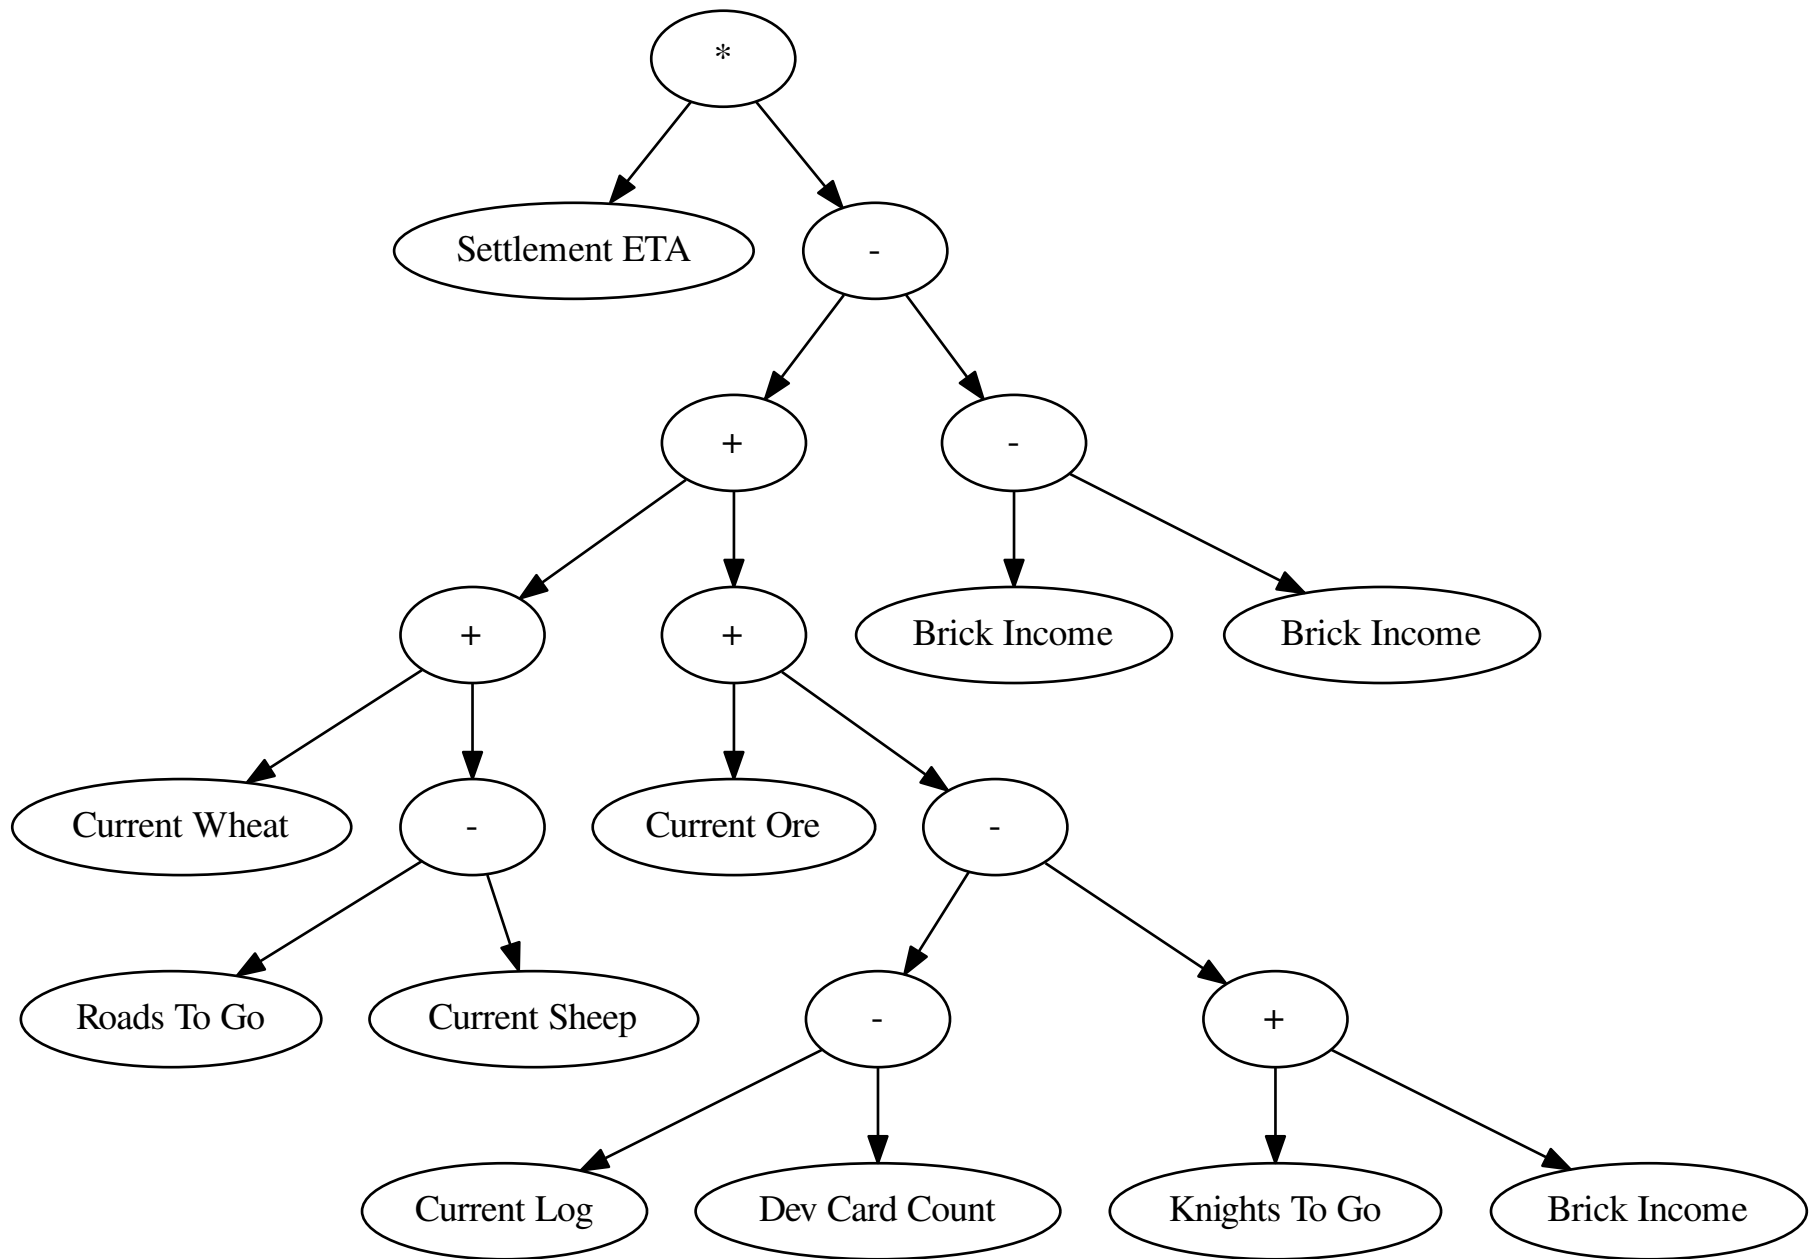 *
Settlement ETA
-
+
-
+
+
Brick Income
Brick Income
Current Wheat
-
Current Ore
-
Roads To Go
Current Sheep
-
+
Current Log
Dev Card Count
Knights To Go
Brick Income